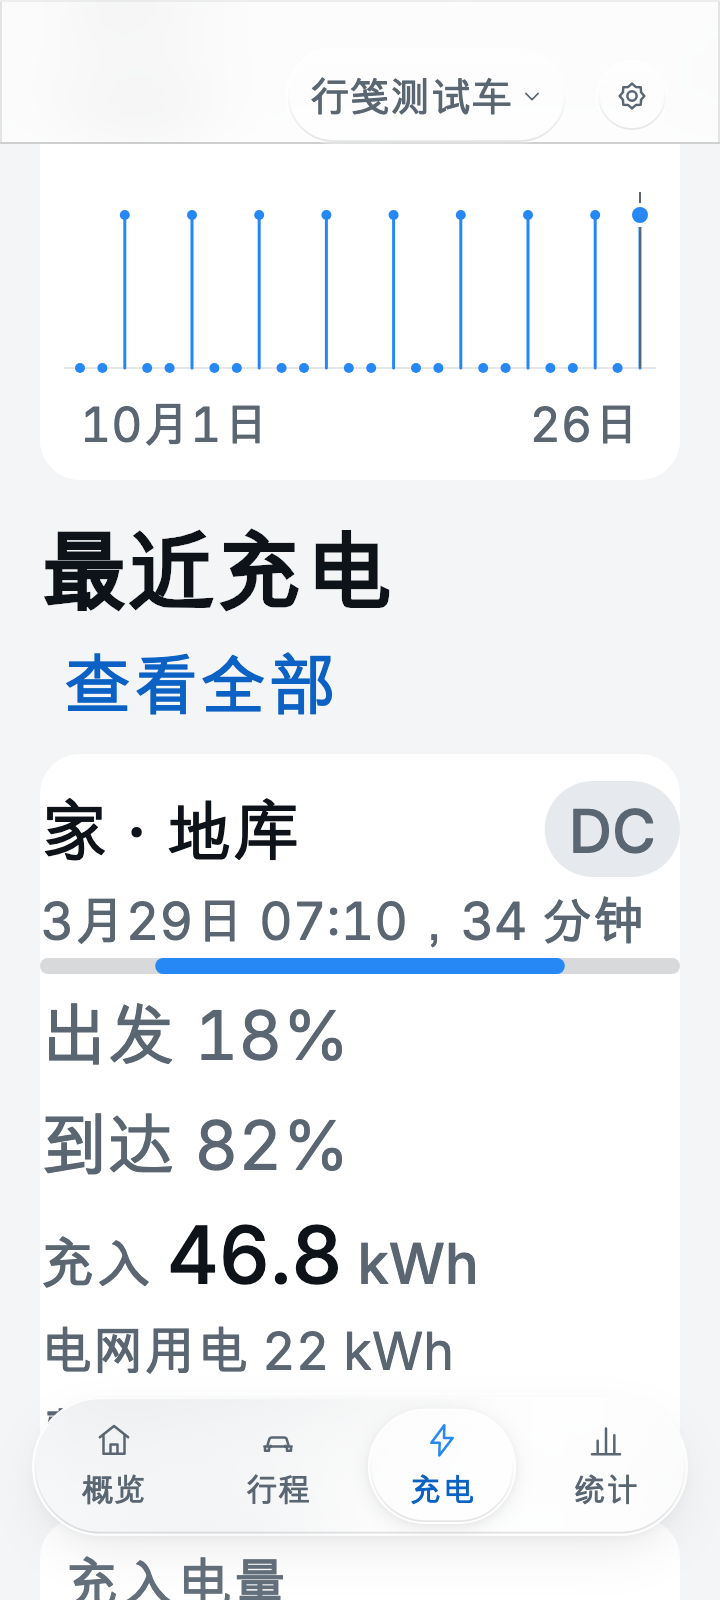 行笺测试车
10月1日 26日
最近充电
查看全部
家 · 地库 DC
3月29日 07:10，34 分钟
出发 18%
到达 82%
充入 46.8 kWh
电网用电 22 kWh
概览 行程 充电 统计
充入电量